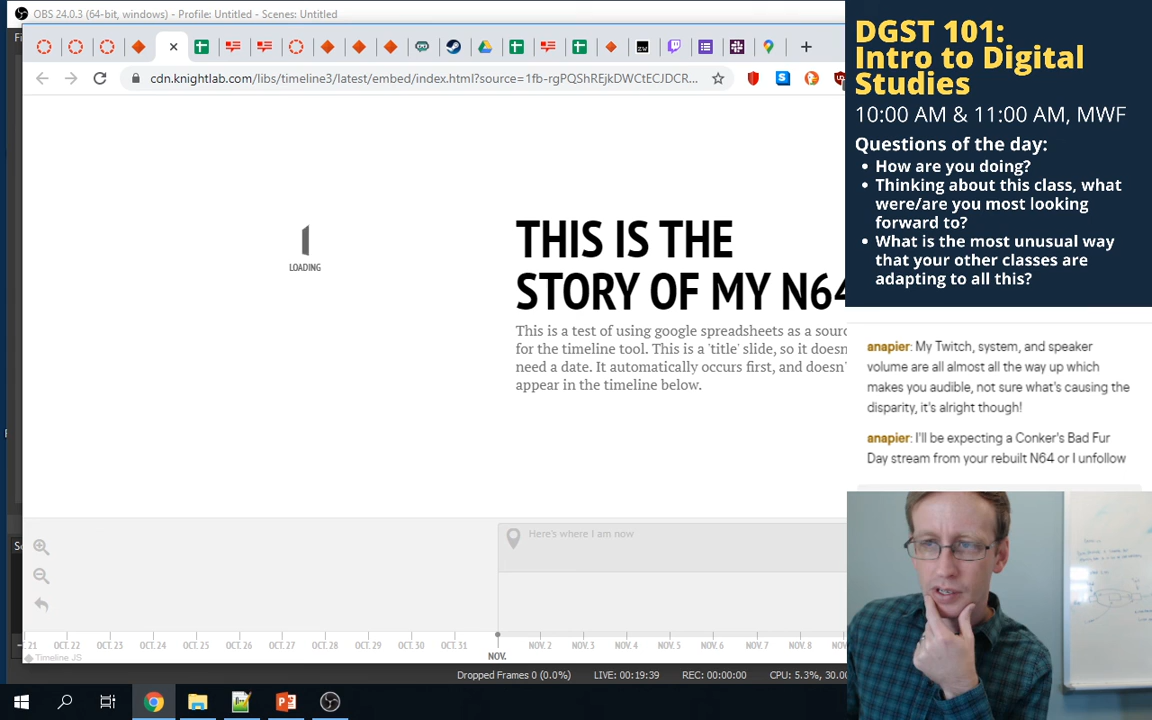 OBS 24.0.3 (64-bit, windows) - Profile: Untitled - Scenes: Untitled
cdn.knightlab.com/libs/timeline3/latest/embed/index.html?source=1fb-rgPQShREjkDWCtECJDCR...
LOADING
THIS IS THE
STORY OF MY N64
This is a test of using google spreadsheets as a sourc
for the timeline tool. This is a 'title' slide, so it doesn
need a date. It automatically occurs first, and doesn'
appear in the timeline below.
Here's where I am now
21 OCT. 22 OCT. 23 OCT. 24 OCT. 25 OCT. 26 OCT. 27 OCT. 28 OCT. 29 OCT. 30 OCT. 31 NOV. NOV. 2 NOV. 3 NOV. 4 NOV. 5 NOV. 6 NOV. 7 NOV. 8 NOV
Timeline JS
Dropped Frames 0 (0.0%) LIVE: 00:19:39 REC: 00:00:00 CPU: 5.3%, 30.00
DGST 101:
Intro to Digital
Studies
10:00 AM & 11:00 AM, MWF
Questions of the day:
• How are you doing?
• Thinking about this class, what
were/are you most looking
forward to?
• What is the most unusual way
that your other classes are
adapting to all this?
anapier: My Twitch, system, and speaker
volume are all almost all the way up which
makes you audible, not sure what's causing the
disparity, it's alright though!
anapier: I'll be expecting a Conker's Bad Fur
Day stream from your rebuilt N64 or I unfollow